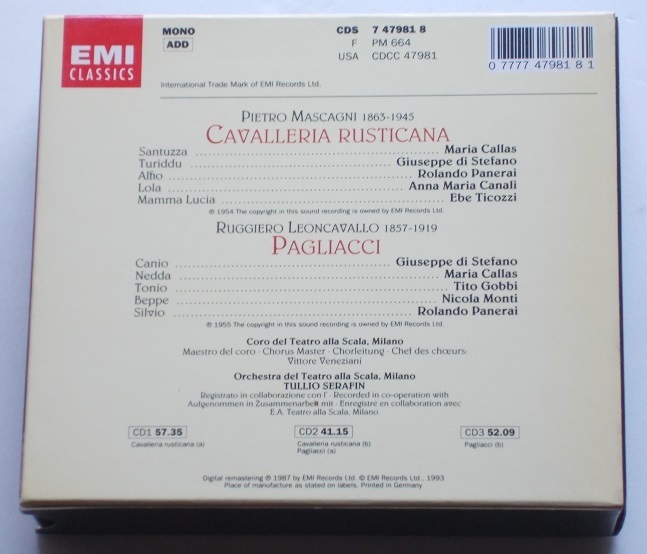 EMI
CLASSICS
MONO
ADD
CDS 7 47981 8
F PM 664
USA CDCC 47981
0 7777 47981 8 1
International Trade Mark of EMI Records Ltd.
PIETRO MASCAGNI 1863-1945
CAVALLERIA RUSTICANA
Santuzza Maria Callas
Turiddu Giuseppe di Stefano
Alfio Rolando Panerai
Lola Anna Maria Canali
Mamma Lucia Ebe Ticozzi
℗ 1954 The copyright in this sound recording is owned by EMI Records Ltd.
RUGGIERO LEONCAVALLO 1857-1919
PAGLIACCI
Canio Giuseppe di Stefano
Nedda Maria Callas
Tonio Tito Gobbi
Beppe Nicola Monti
Silvio Rolando Panerai
℗ 1955 The copyright in this sound recording is owned by EMI Records Ltd.
Coro del Teatro alla Scala, Milano
Maestro del coro · Chorus Master · Chorleitung · Chef des chœurs:
Vittore Veneziani
Orchestra del Teatro alla Scala, Milano
TULLIO SERAFIN
Registrato in collaborazione con l' · Recorded in co-operation with
Aufgenommen in Zusammenarbeit mit · Enregistré en collaboration avec
E.A. Teatro alla Scala, Milano
CD1 57.35
Cavalleria rusticana (a)
CD2 41.15
Cavalleria rusticana (b)
Pagliacci (a)
CD3 52.09
Pagliacci (b)
Digital remastering ℗ 1987 by EMI Records Ltd. © EMI Records Ltd., 1993
Place of manufacture as stated on labels. Printed in Germany